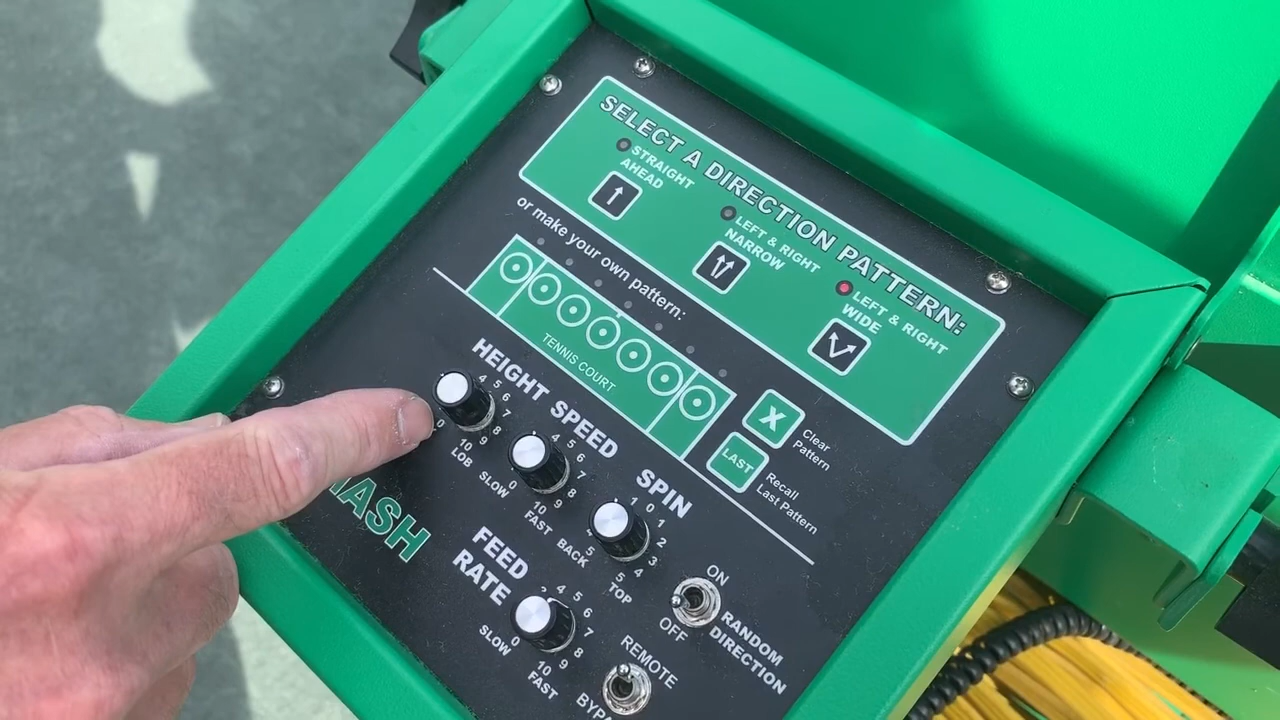 SELECT A DIRECTION PATTERN:
STRAIGHT
AHEAD
LEFT & RIGHT
NARROW
LEFT & RIGHT
WIDE
or make your own pattern:
TENNIS COURT
X
Clear
Pattern
LAST
Recall
Last Pattern
HEIGHT
4
5
6
7
8
9
10
0
LOB
SPEED
4
5
6
7
8
9
10
0
SLOW
FAST
SPIN
1
0
1
2
3
4
5
5
BACK
TOP
FEED
RATE
4
5
6
7
8
9
10
0
SLOW
FAST
ON
OFF
RANDOM
DIRECTION
REMOTE